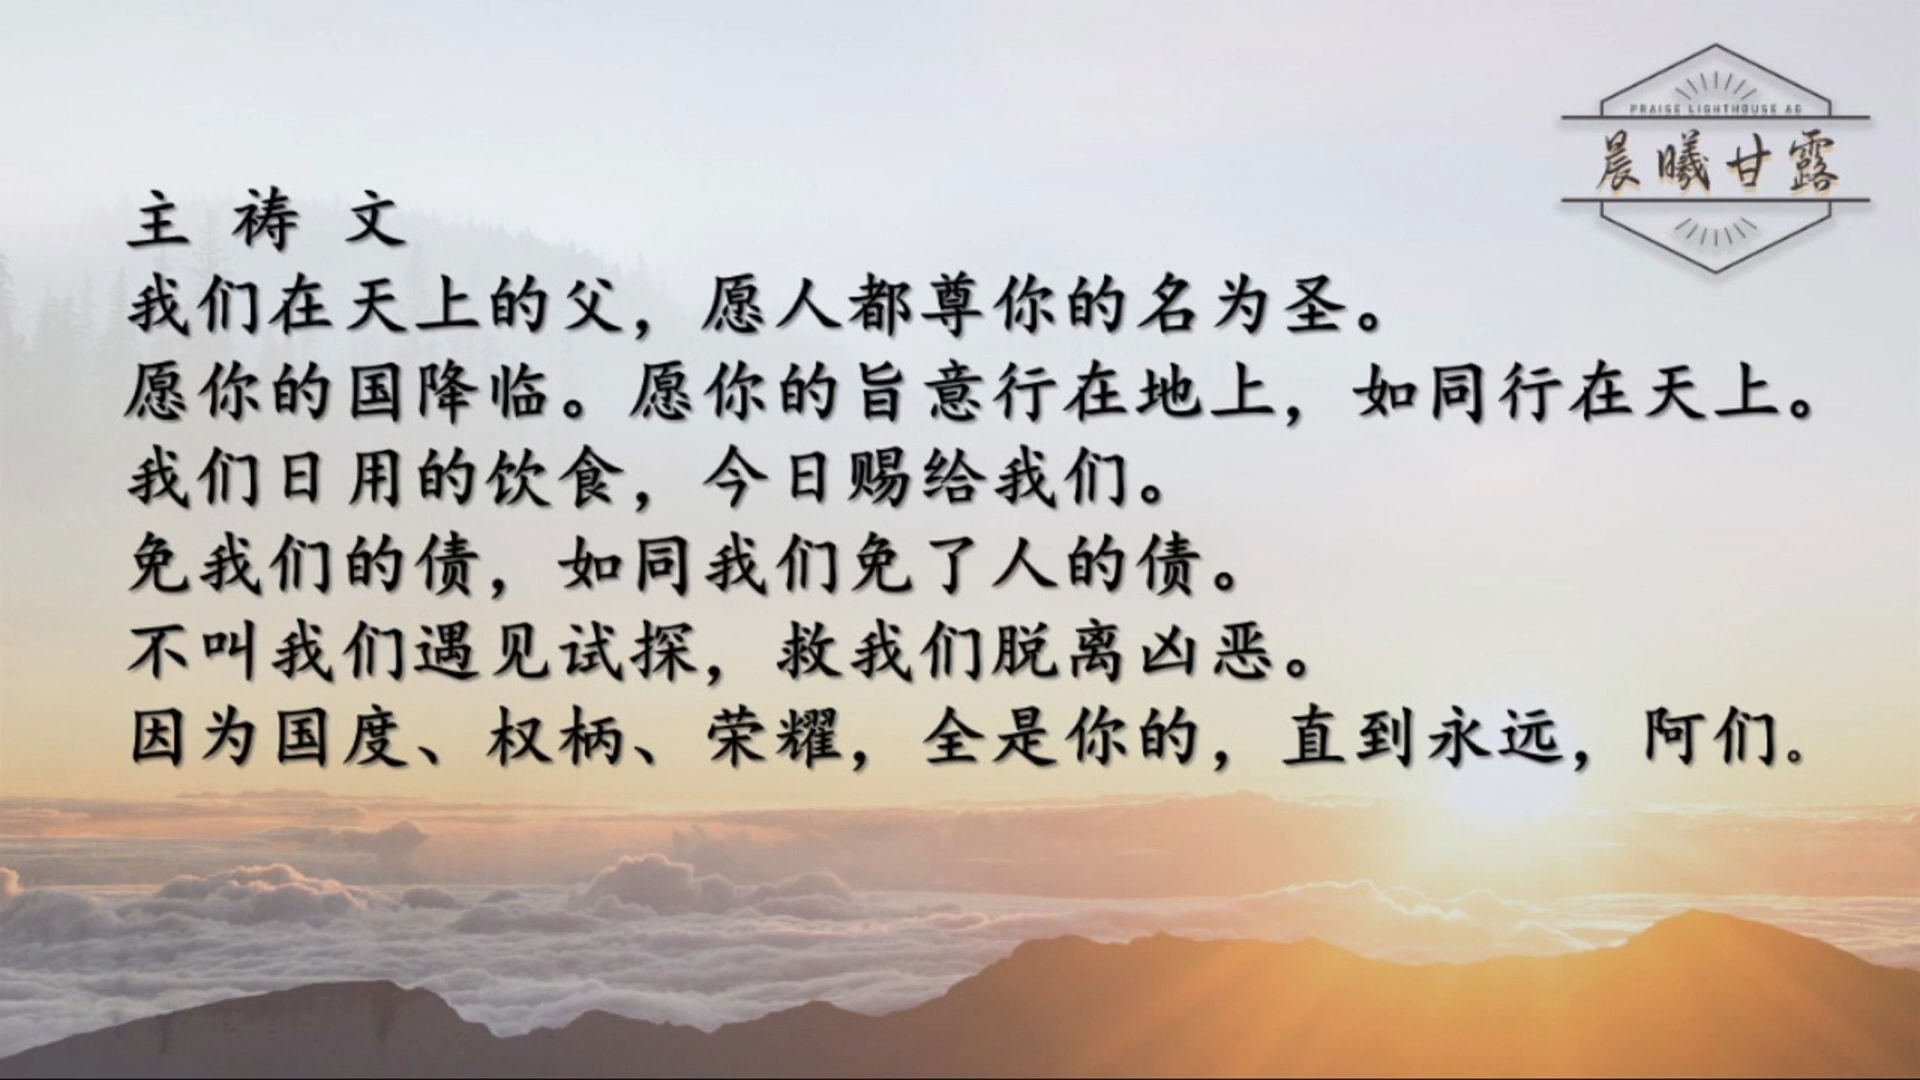 PRAISE LIGHTHOUSE AG
晨曦甘露
主 祷 文
我们在天上的父，愿人都尊你的名为圣。
愿你的国降临。愿你的旨意行在地上，如同行在天上。
我们日用的饮食，今日赐给我们。
免我们的债，如同我们免了人的债。
不叫我们遇见试探，救我们脱离凶恶。
因为国度、权柄、荣耀，全是你的，直到永远，阿们。